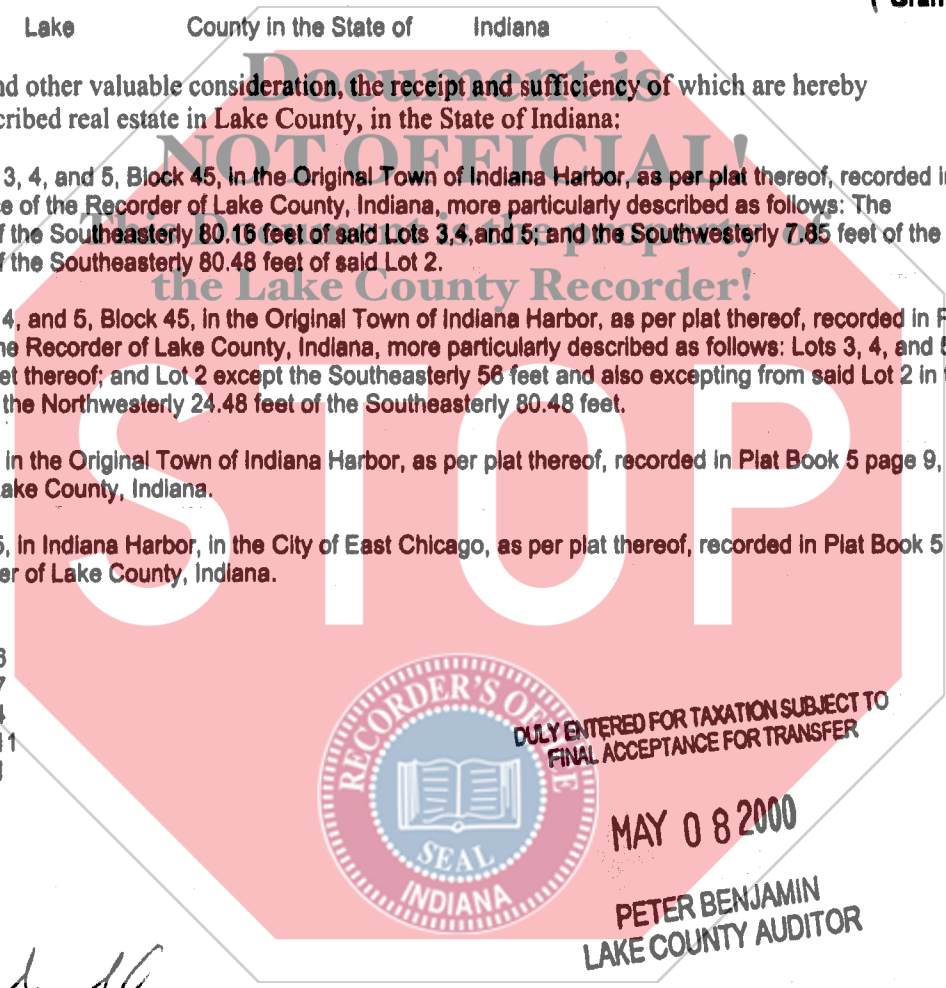 Lake County in the State of Indiana
nd other valuable consideration, the receipt and sufficiency of which are hereby
cribed real estate in Lake County, in the State of Indiana:
Document is
NOT OFFICIAL!
This Document is the property of
the Lake County Recorder!
3, 4, and 5, Block 45, in the Original Town of Indiana Harbor, as per plat thereof, recorded in
e of the Recorder of Lake County, Indiana, more particularly described as follows: The
f the Southeasterly 80.16 feet of said Lots 3,4,and 5; and the Southwesterly 7.85 feet of the
f the Southeasterly 80.48 feet of said Lot 2.
4, and 5, Block 45, in the Original Town of Indiana Harbor, as per plat thereof, recorded in P
he Recorder of Lake County, Indiana, more particularly described as follows: Lots 3, 4, and 5
et thereof; and Lot 2 except the Southeasterly 56 feet and also excepting from said Lot 2 in
the Northwesterly 24.48 feet of the Southeasterly 80.48 feet.
in the Original Town of Indiana Harbor, as per plat thereof, recorded in Plat Book 5 page 9,
ake County, Indiana.
5, in Indiana Harbor, in the City of East Chicago, as per plat thereof, recorded in Plat Book 5
er of Lake County, Indiana.
STOP
6
7
4
11
RECORDER'S OFFICE
SEAL
INDIANA
DULY ENTERED FOR TAXATION SUBJECT TO
FINAL ACCEPTANCE FOR TRANSFER
MAY 08 2000
PETER BENJAMIN
LAKE COUNTY AUDITOR